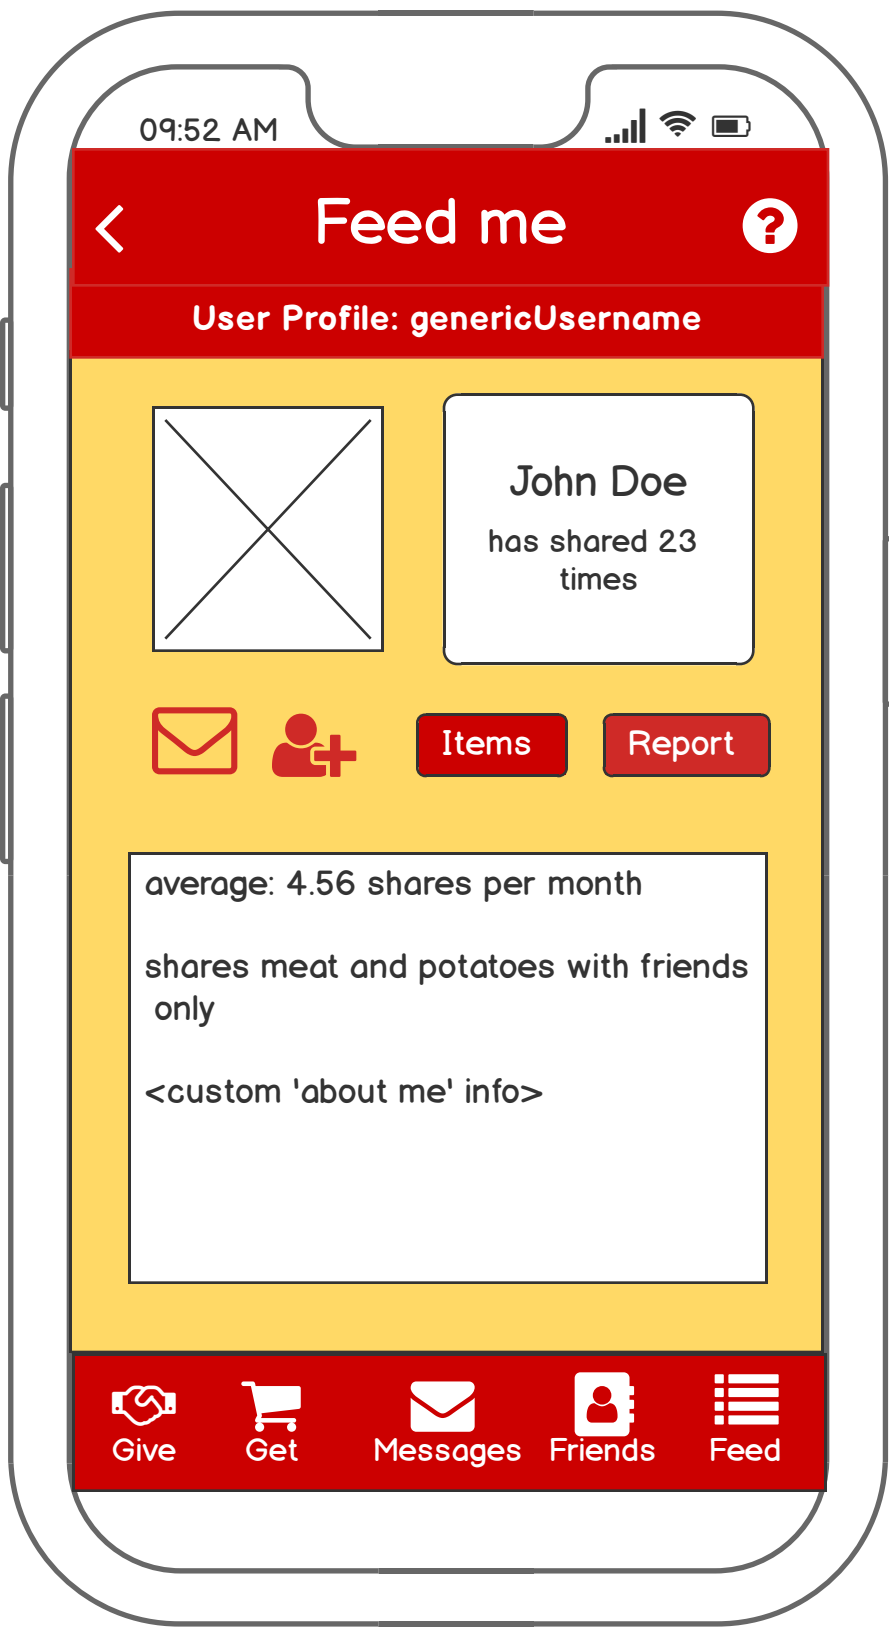 09:52 AM
Feed me
User Profile: genericUsername
John Doe
has shared 23
times
Items
Report
average: 4.56 shares per month
shares meat and potatoes with friends
only
<custom 'about me' info>
Give
Get
Messages
Friends
Feed